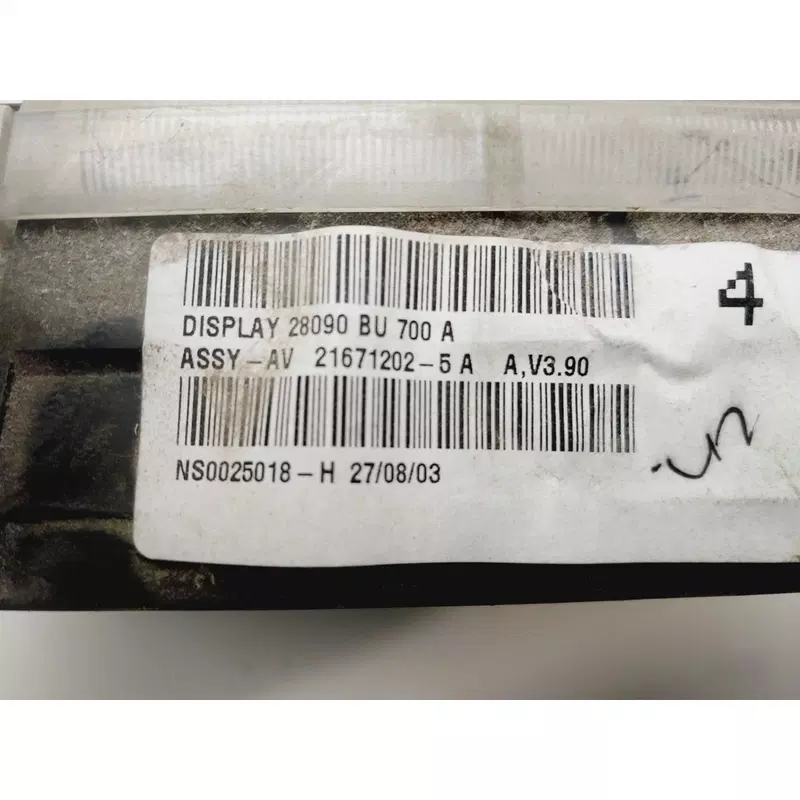 4
DISPLAY 28090 BU 700 A
ASSY-AV 21671202-5 A A,V3.90
NS0025018-H 27/08/03